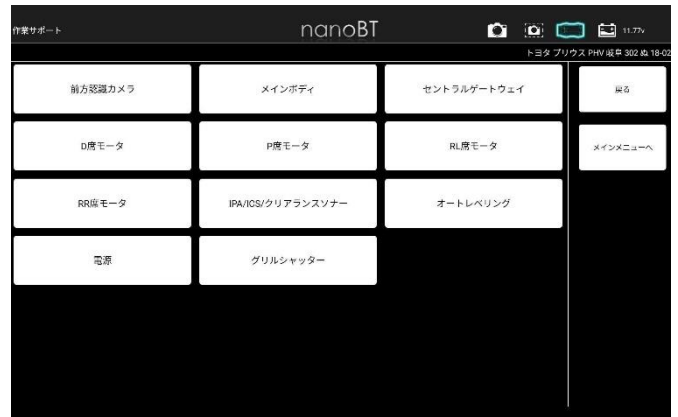 作業サポート
nanoBT
11.77v
トヨタ プリウス PHV 岐阜 302 ぬ 18-02
前方認識カメラ
メインボディ
セントラルゲートウェイ
戻る
D席モータ
P席モータ
RL席モータ
メインメニューへ
RR席モータ
IPA/ICS/クリアランスソナー
オートレベリング
電源
グリルシャッター